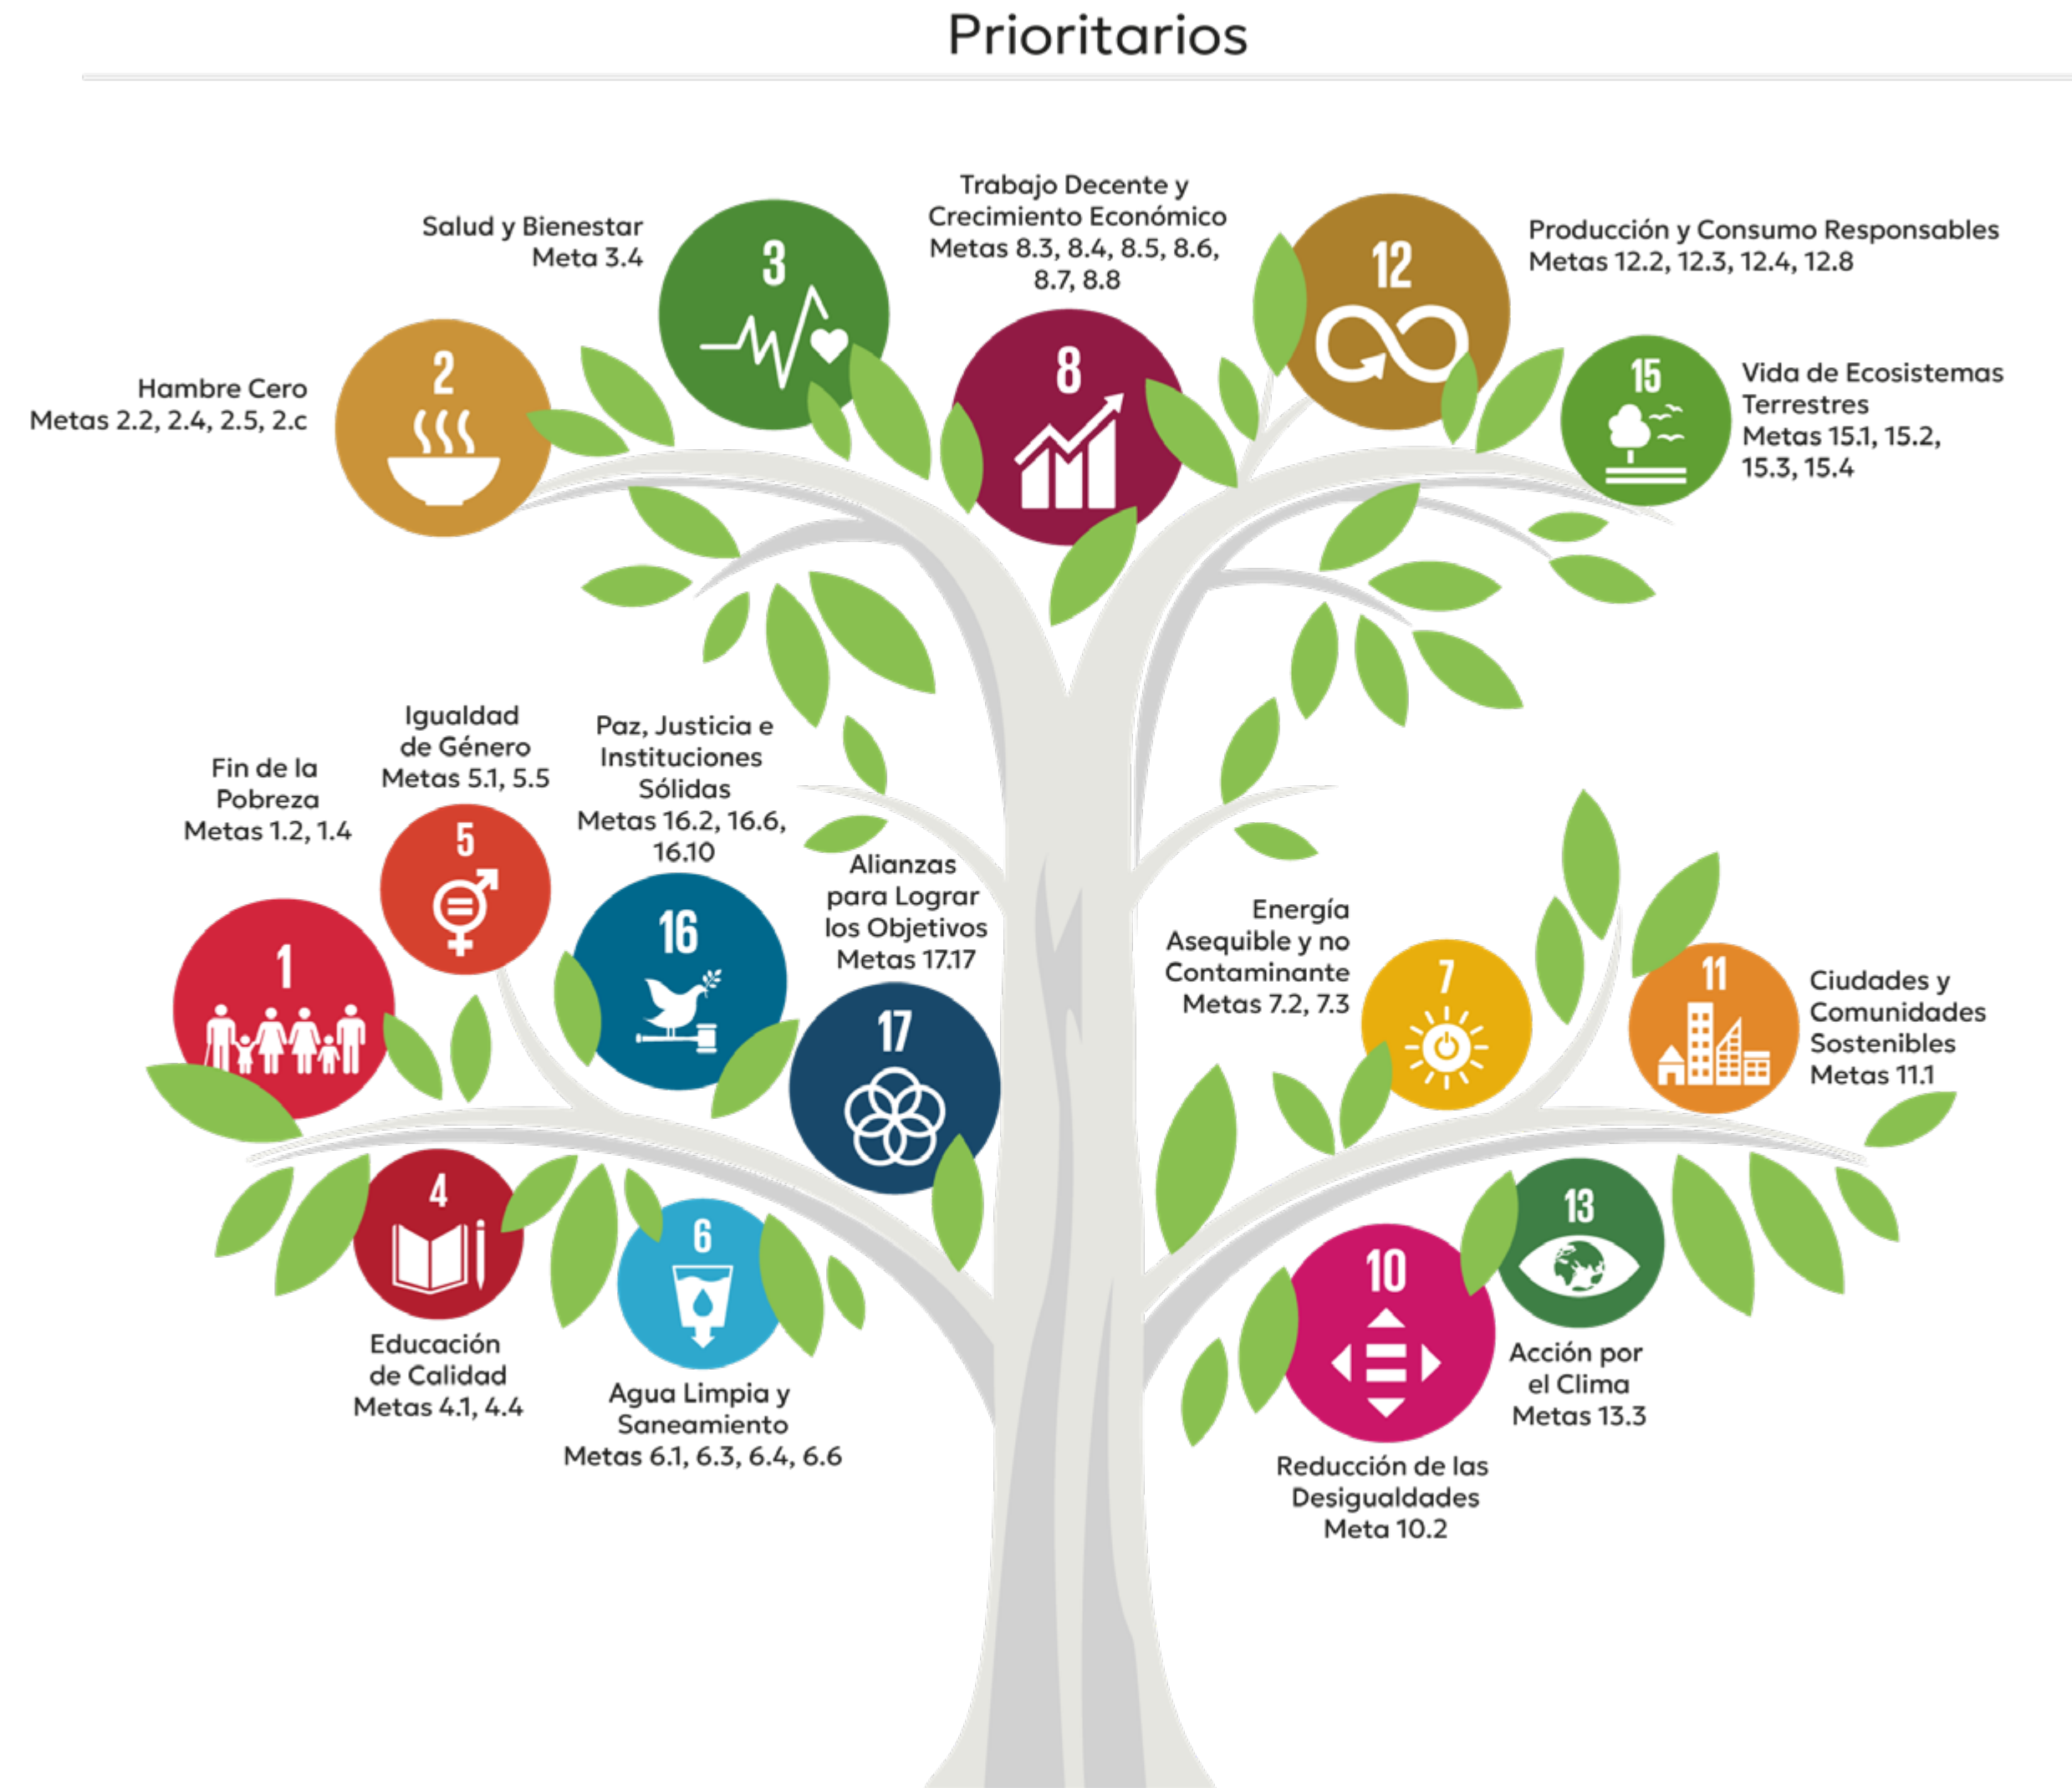 Prioritarios
Salud y Bienestar
Meta 3.4
3
Trabajo Decente y
Crecimiento Económico
Metas 8.3, 8.4, 8.5, 8.6,
8.7, 8.8
8
12
Producción y Consumo Responsables
Metas 12.2, 12.3, 12.4, 12.8
Hambre Cero
Metas 2.2, 2.4, 2.5, 2.c
2
15
Vida de Ecosistemas
Terrestres
Metas 15.1, 15.2,
15.3, 15.4
Fin de la
Pobreza
Metas 1.2, 1.4
1
Igualdad
de Género
Metas 5.1, 5.5
5
Paz, Justicia e
Instituciones
Sólidas
Metas 16.2, 16.6,
16.10
16
Alianzas
para Lograr
los Objetivos
Metas 17.17
17
Energía
Asequible y no
Contaminante
Metas 7.2, 7.3
7
11
Ciudades y
Comunidades
Sostenibles
Metas 11.1
4
Educación
de Calidad
Metas 4.1, 4.4
6
Agua Limpia y
Saneamiento
Metas 6.1, 6.3, 6.4, 6.6
10
Reducción de las
Desigualdades
Meta 10.2
13
Acción por
el Clima
Metas 13.3